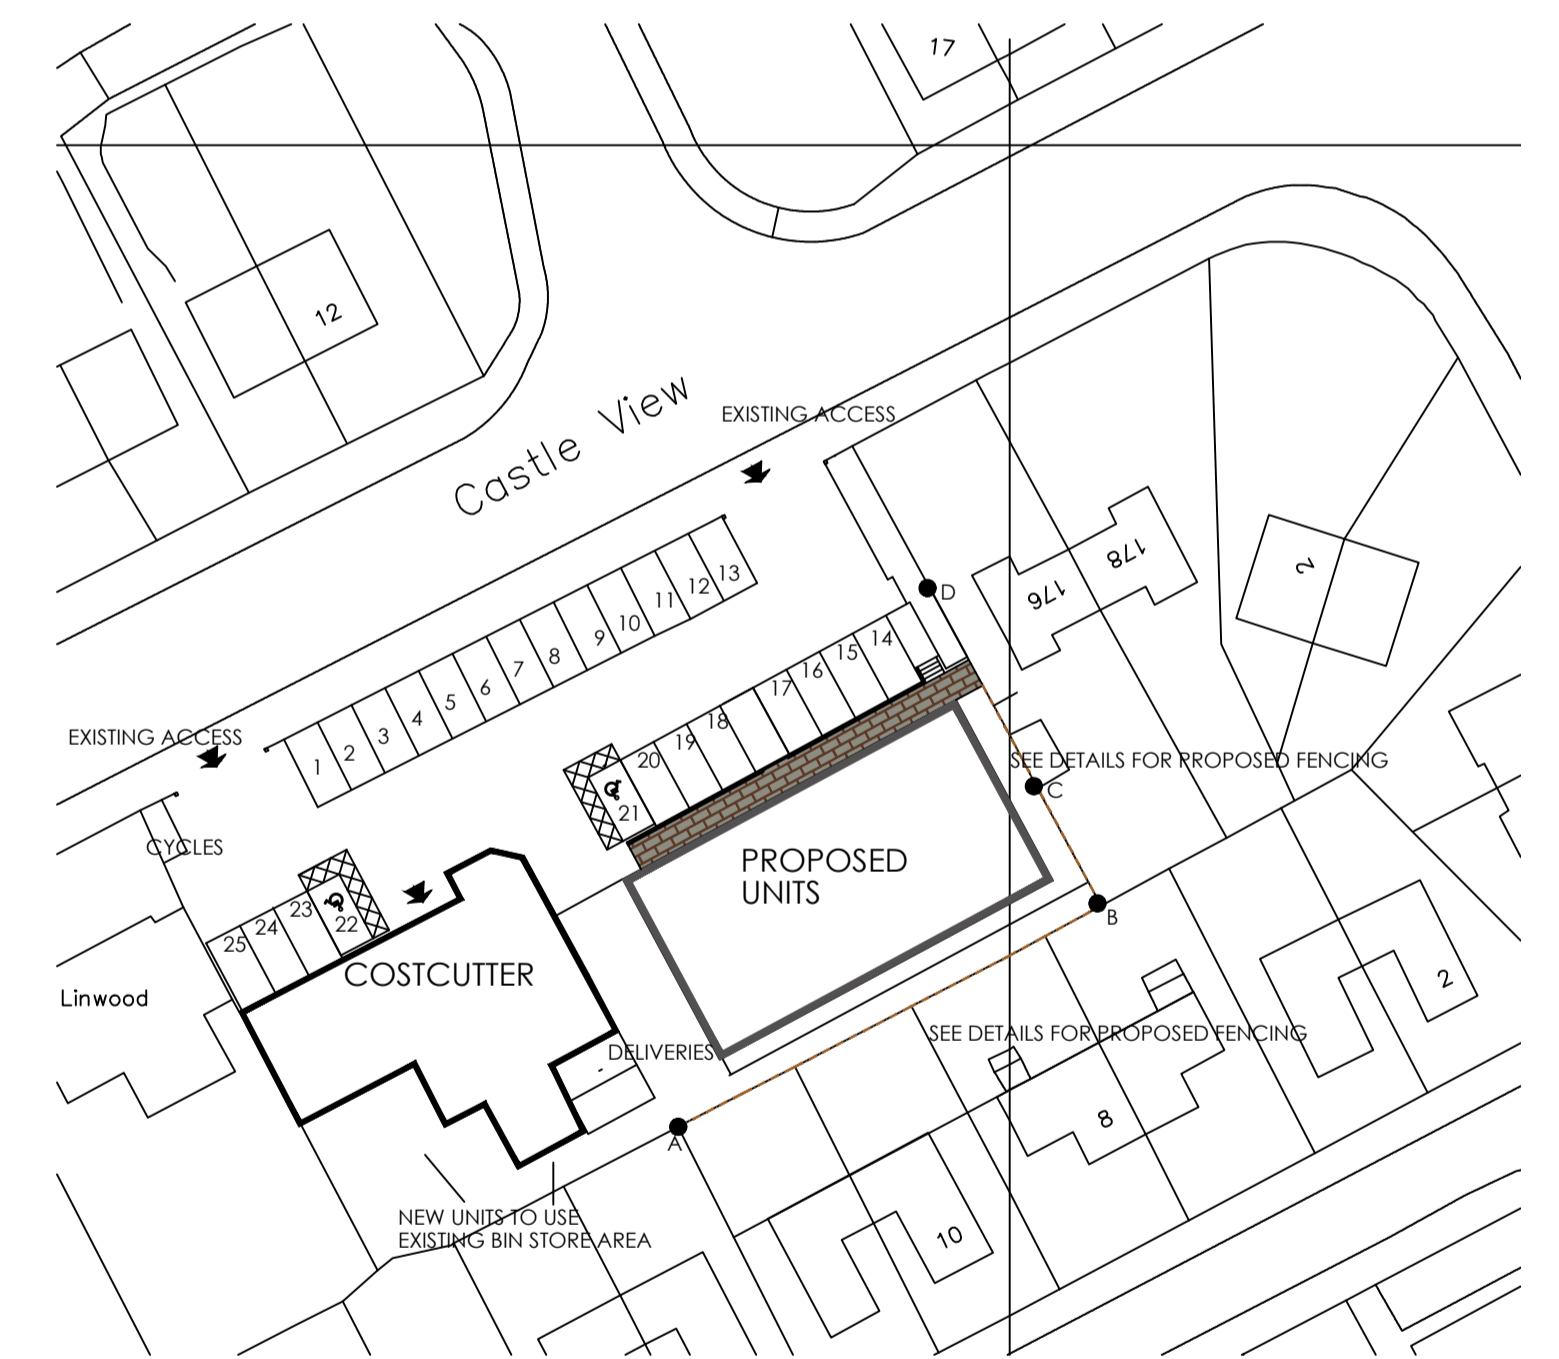 17
12
Castle View
EXISTING ACCESS
178
176
2
D
13
12
11
10
9
8
7
6
5
4
3
2
1
14
15
16
17
18
19
20
21
EXISTING ACCESS
SEE DETAILS FOR PROPOSED FENCING
C
CYCLES
PROPOSED
UNITS
B
22
23
24
25
COSTCUTTER
Linwood
2
SEE DETAILS FOR PROPOSED FENCING
DELIVERIES
8
A
NEW UNITS TO USE
EXISTING BIN STORE AREA
10